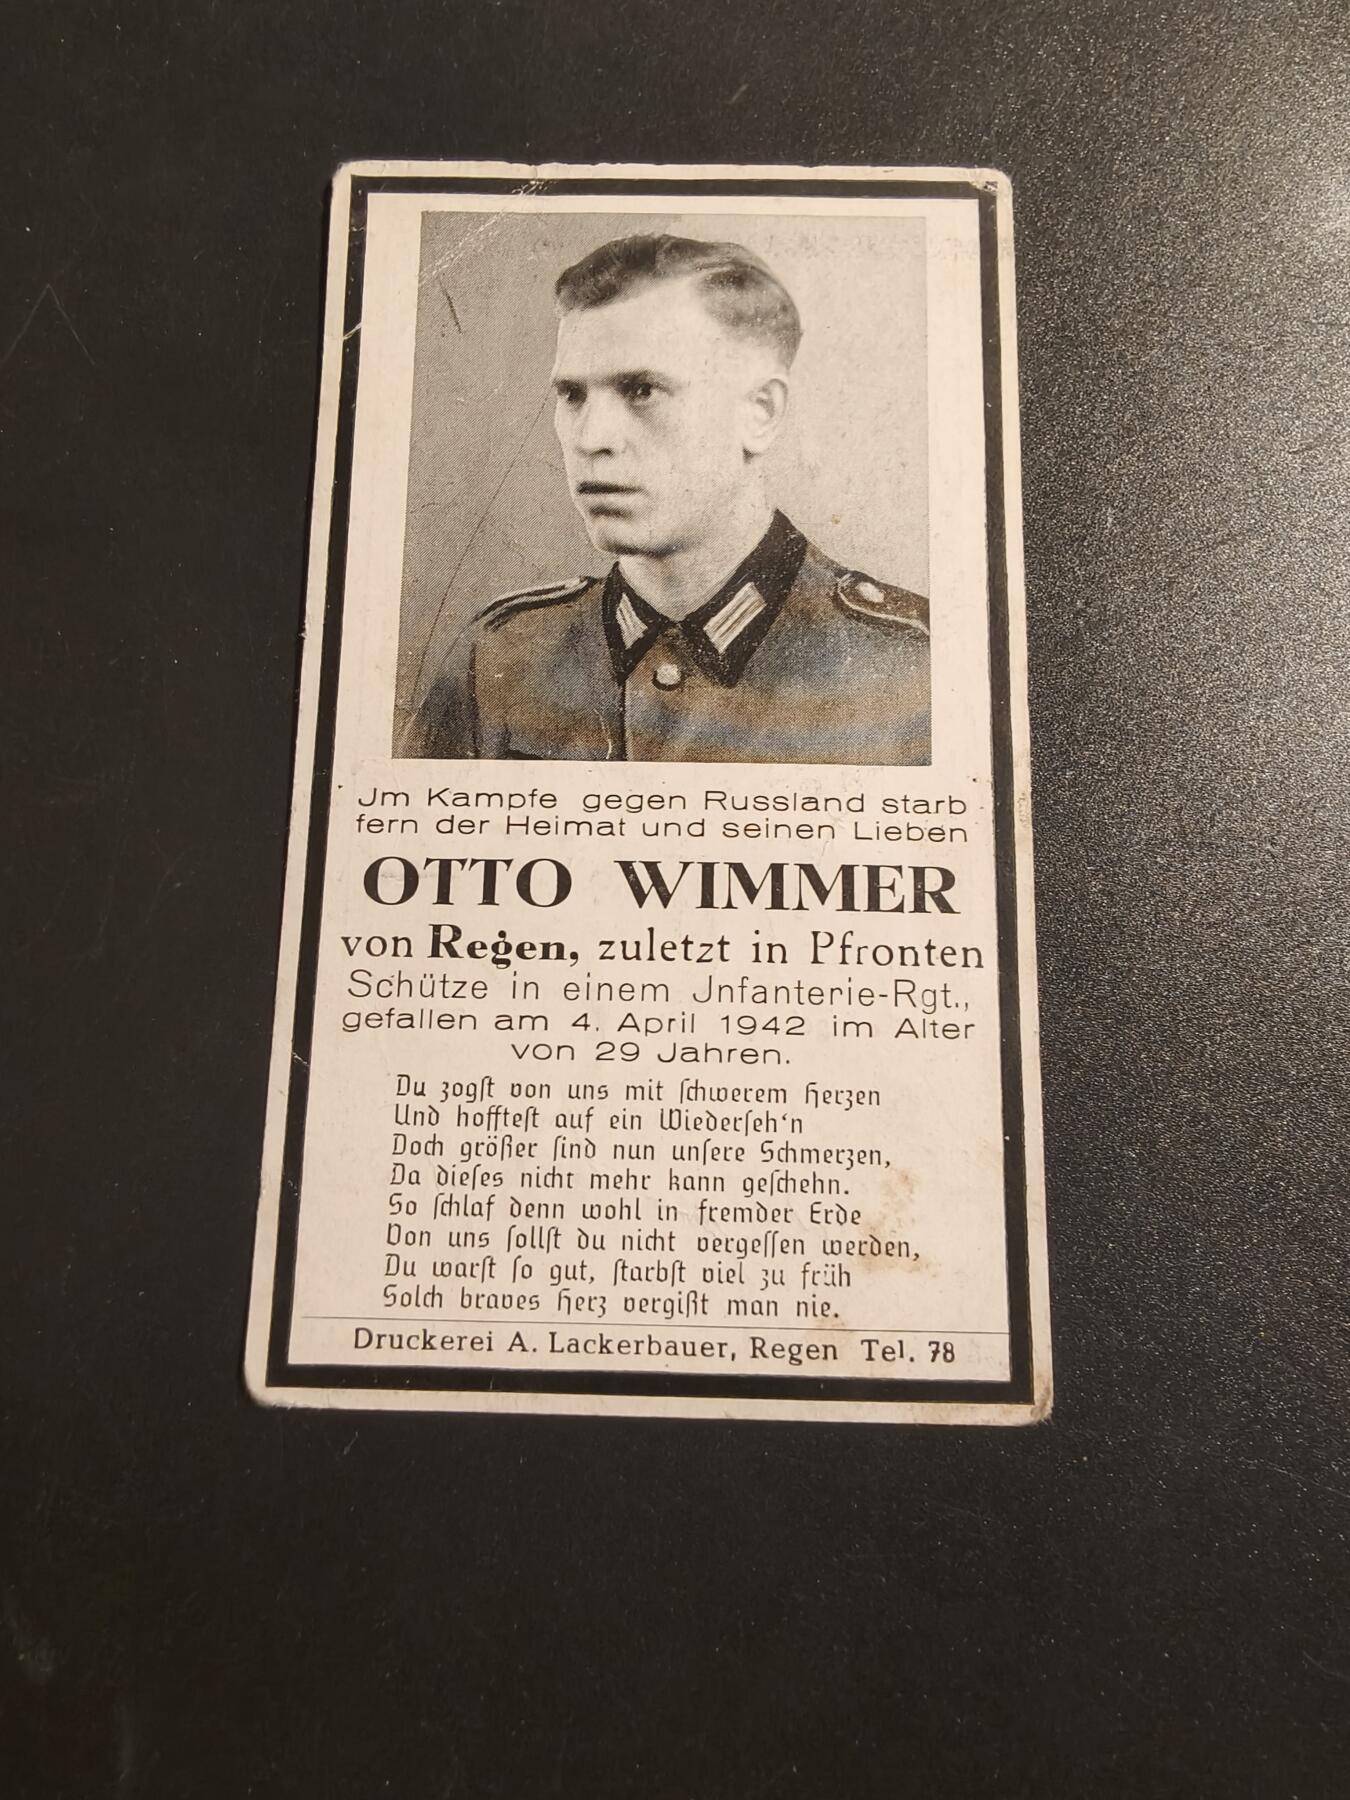 Jm Kampfe gegen Russland starb
fern der Heimat und seinen Lieben
OTTO WIMMER
von Regen, zuletzt in Pfronten
Schütze in einem Jnfanterie-Rgt.,
gefallen am 4. April 1942 im Alter
von 29 Jahren.
Du zogſt von uns mit ſchwerem Herzen
Und hoffteſt auf ein Wiederſeh‘n
Doch größer ſind nun unſere Schmerzen,
Da dieſes nicht mehr kann geſchehn.
So ſchlaf denn wohl in fremder Erde
Von uns ſollſt du nicht vergeſſen werden,
Du warſt ſo gut, ſtarbſt viel zu früh
Solch braves Herz vergißt man nie.
Druckerei A. Lackerbauer, Regen Tel. 78